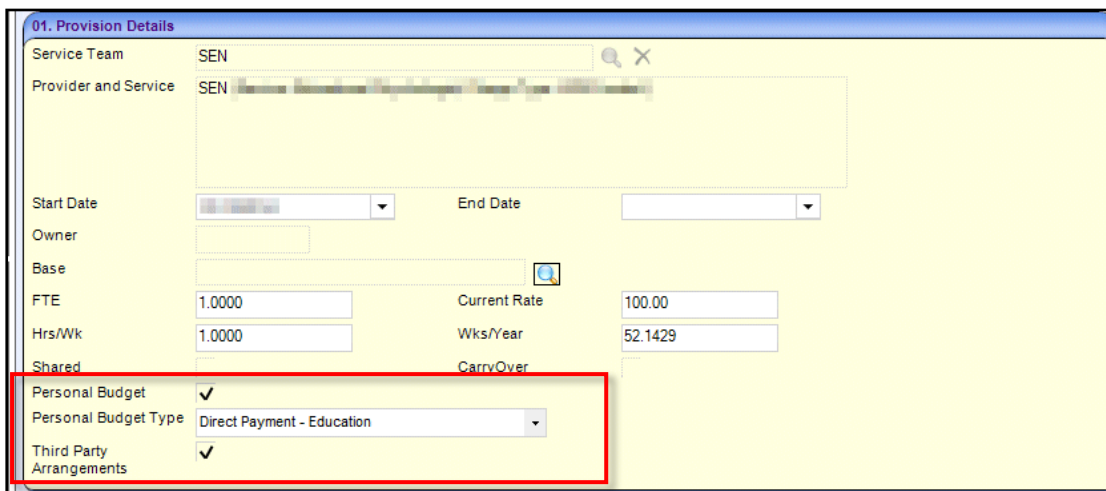 01. Provision Details
Service Team SEN
Provider and Service SEN
Start Date End Date
Owner
Base
FTE 1.0000 Current Rate 100.00
Hrs/Wk 1.0000 Wks/Year 52.1429
Shared CarryOver
Personal Budget
Personal Budget Type Direct Payment - Education
Third Party
Arrangements